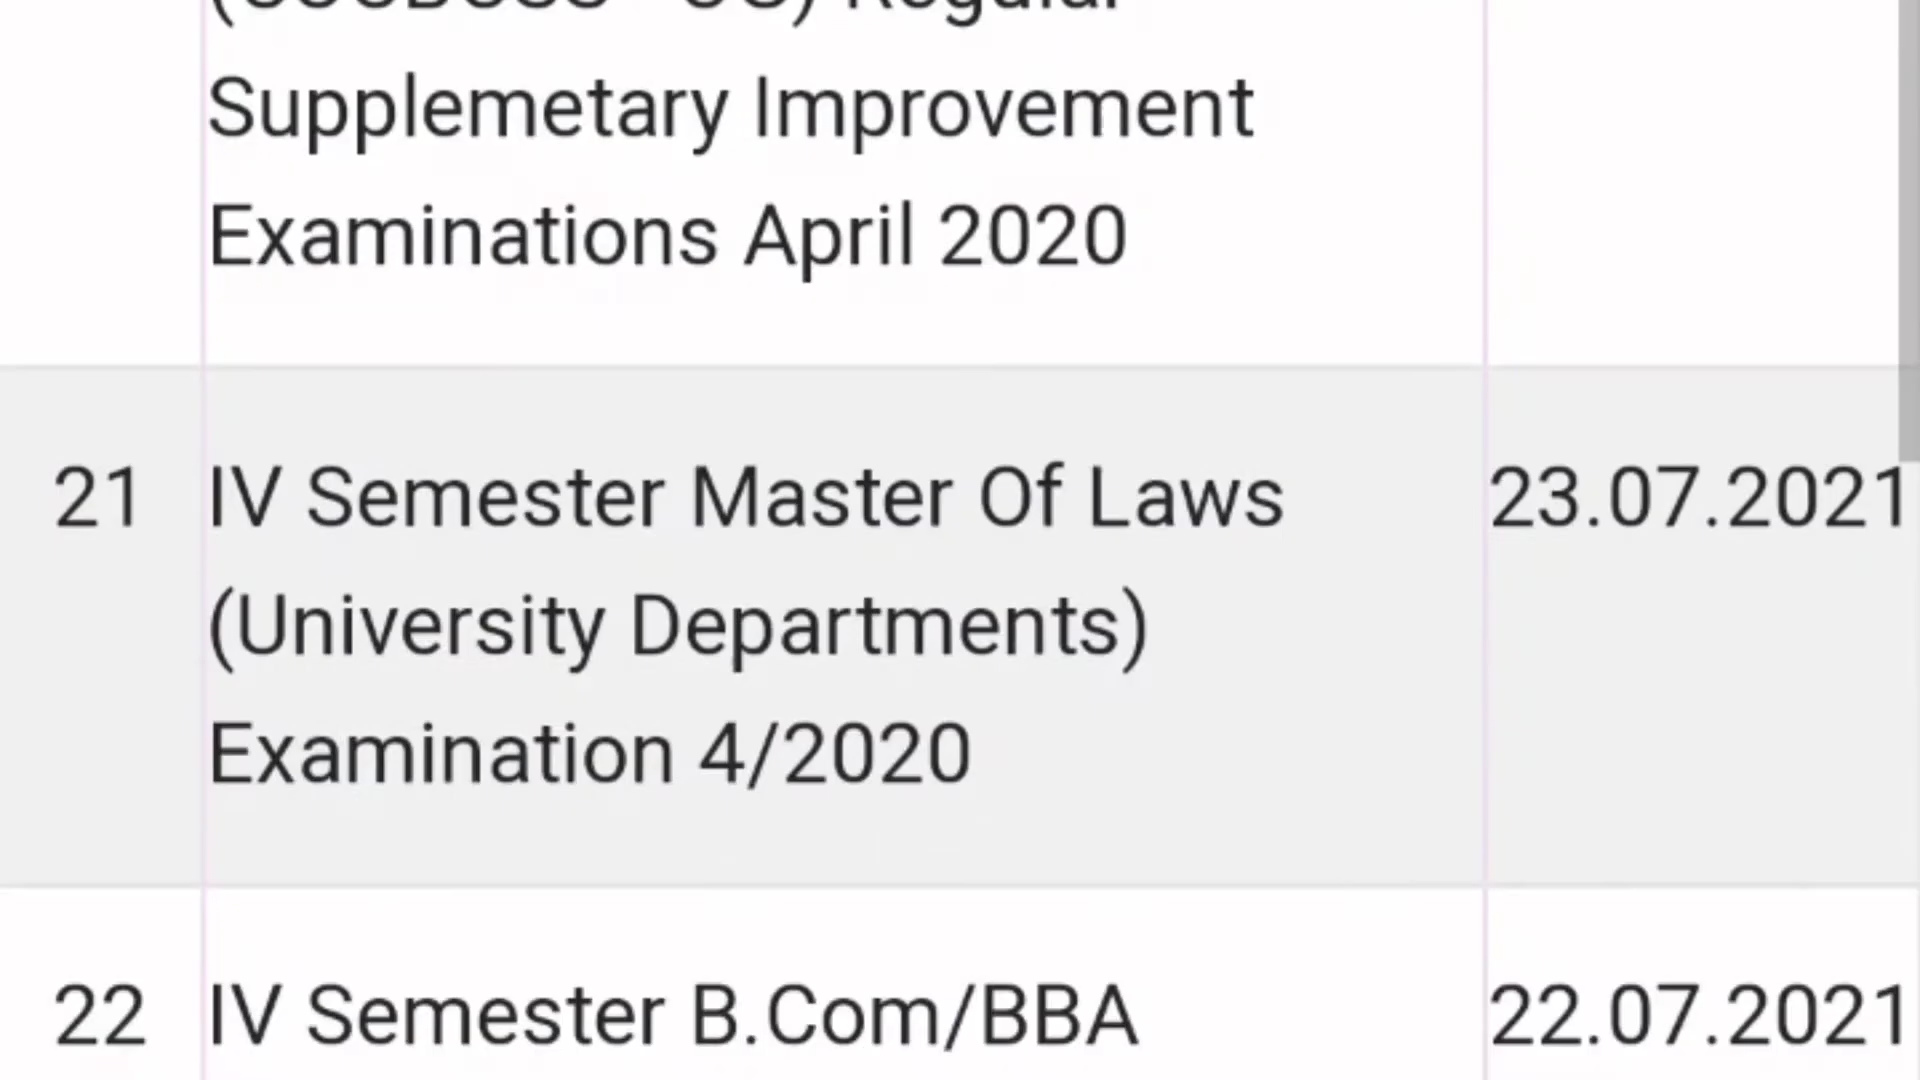 Regular
Supplemetary Improvement
Examinations April 2020
21 IV Semester Master Of Laws 23.07.2021
(University Departments)
Examination 4/2020
22 IV Semester B.Com/BBA 22.07.2021